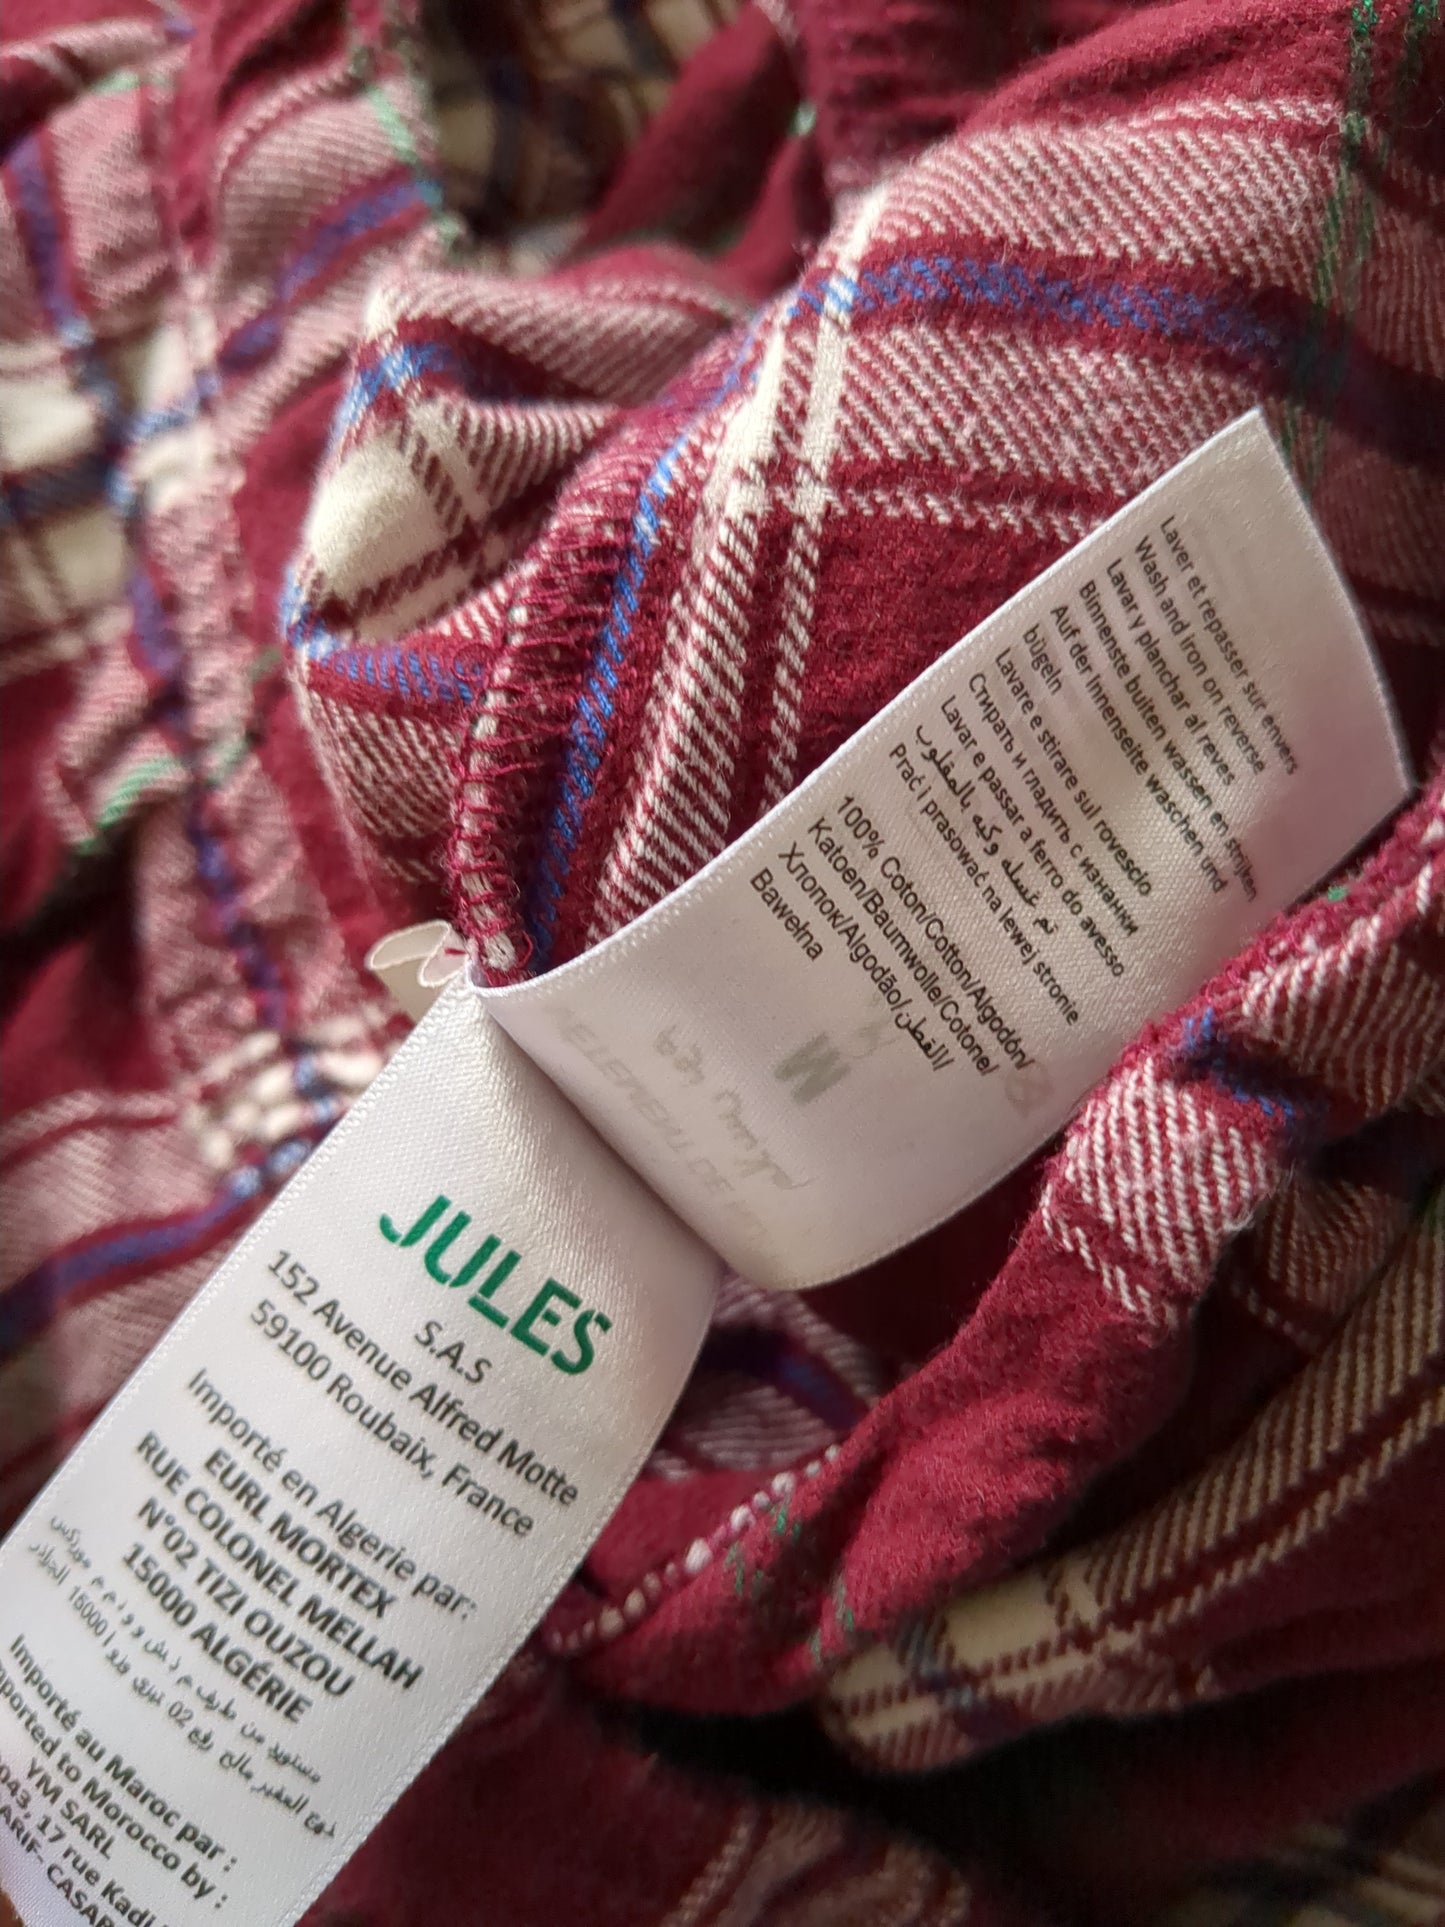 Laver et repasser sur envers
Wash and iron on reverse
Lavar y planchar al reves
Binnenste buiten wassen en strijken
Auf der Innenseite waschen und
bügeln
Lavare e stirare sul rovescio
Стирать и гладить с изнанки
Lavar e passar a ferro do avesso
تم غسله وكيه بالمقلوب
Prać i prasować na lewej stronie
100% Coton/Cotton/Algodón/
Katoen/Baumwolle/Cotone/
Хлопок/Algodão/القطن/
Bawełna
M
JULES
S.A.S
152 Avenue Alfred Motte
59100 Roubaix, France
Importé en Algerie par:
EURL MORTEX
RUE COLONEL MELLAH
N°02 TIZI OUZOU
15000 ALGÉRIE
Importé au Maroc par :
to Morocco by :
YM SARL
17 rue Kadi